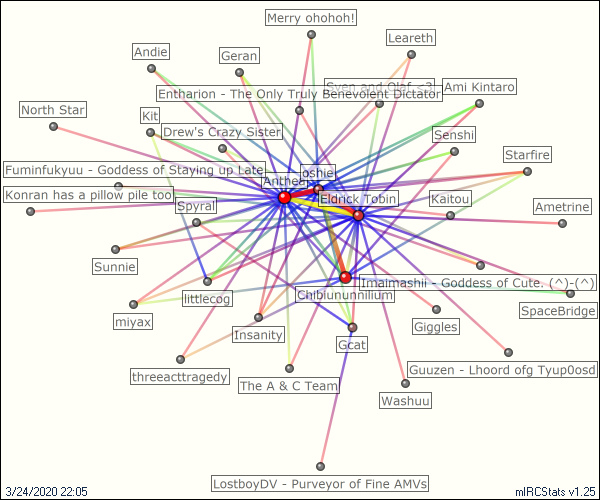 Merry ohohoh!
Leareth
Andie
Geran
Sven and Olaf <3
Ami Kintaro
Entharion - The Only Truly Benevolent Dictator
North Star
Kit
Drew's Crazy Sister
Senshi
Starfire
Fuminfukyuu - Goddess of Staying up Late
Anthea
oshie
Konran has a pillow pile too
Eldrick Tobin
Kaitou
Spyral
Ametrine
Sunnie
Imaimashii - Goddess of Cute. (^)-(^)
littlecog
Chibiununnilium
SpaceBridge
miyax
Insanity
Giggles
Gcat
Guuzen - Lhoord ofg Tyup0osd
threeacttragedy
The A & C Team
Washuu
LostboyDV - Purveyor of Fine AMVs
3/24/2020 22:05
mIRCStats v1.25